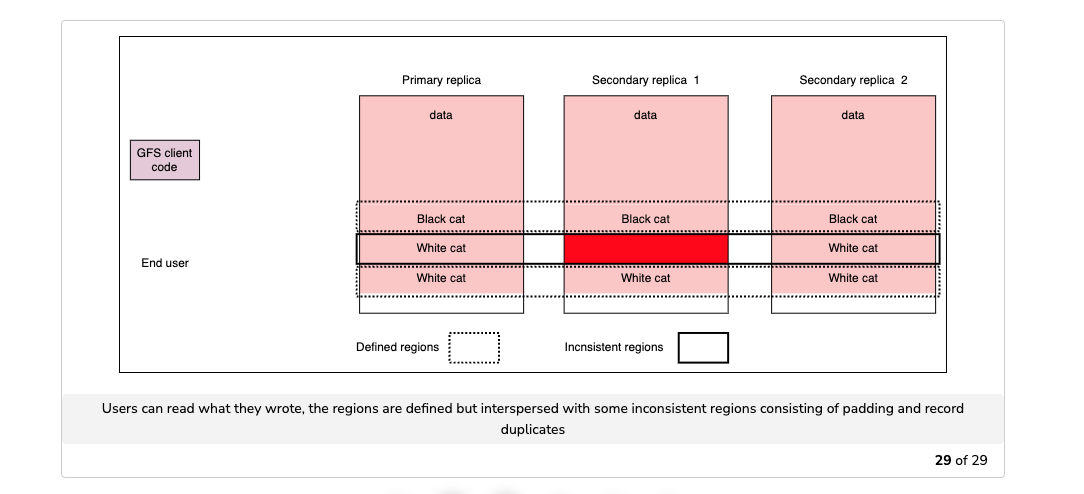 Primary replica
Secondary replica 1
Secondary replica 2
data
data
data
GFS client
code
Black cat
Black cat
Black cat
White cat
White cat
End user
White cat
White cat
White cat
Defined regions
Incnsistent regions
Users can read what they wrote, the regions are defined but interspersed with some inconsistent regions consisting of padding and record
duplicates
29 of 29